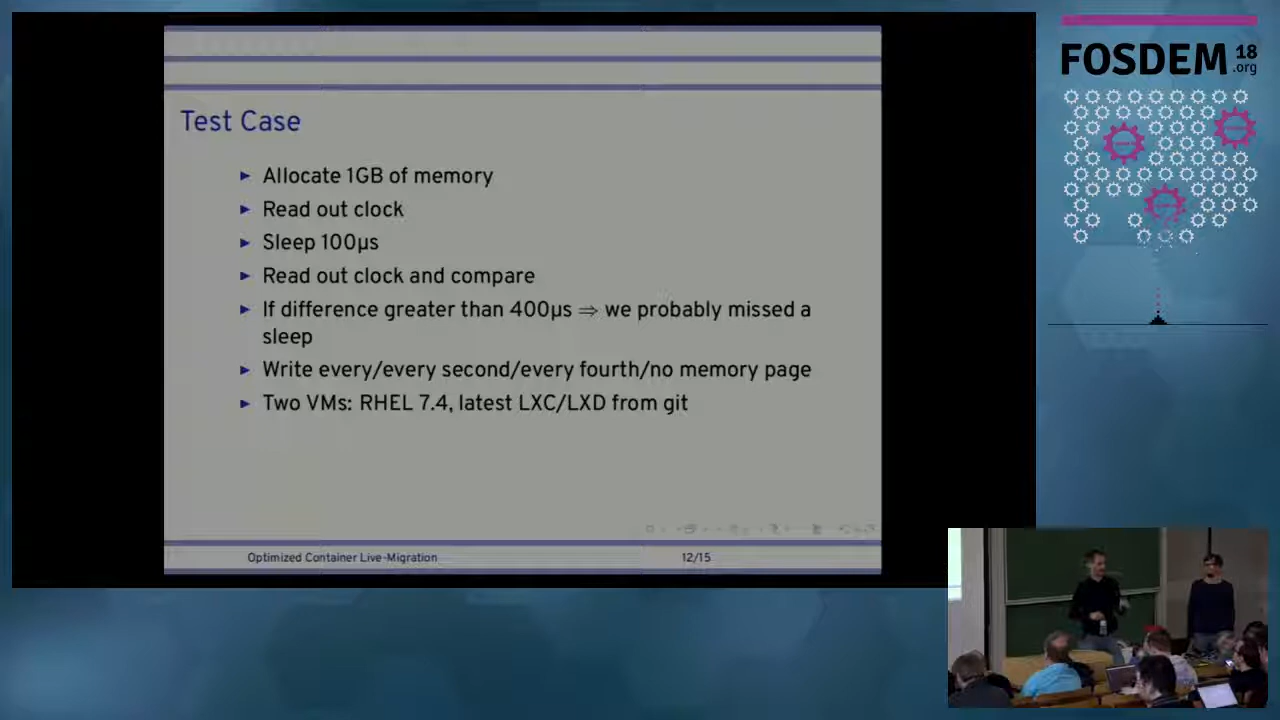 FOSDEM 18
.org
Test Case
Allocate 1GB of memory
Read out clock
Sleep 100µs
Read out clock and compare
If difference greater than 400µs ⇒ we probably missed a
sleep
Write every/every second/every fourth/no memory page
Two VMs: RHEL 7.4, latest LXC/LXD from git
Optimized Container Live-Migration
12/15